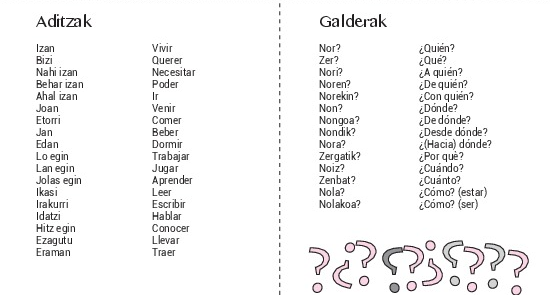 Aditzak
Izan Vivir
Bizi Querer
Nahi izan Necesitar
Behar izan Poder
Ahal izan Ir
Joan Venir
Etorri Comer
Jan Beber
Edan Dormir
Lo egin Trabajar
Lan egin Jugar
Jolas egin Aprender
Ikasi Leer
Irakurri Escribir
Idatzi Hablar
Hitz egin Conocer
Ezagutu Llevar
Eraman Traer
Galderak
Nor? ¿Quién?
Zer? ¿Qué?
Nori? ¿A quién?
Noren? ¿De quién?
Norekin? ¿Con quién?
Non? ¿Dónde?
Nongoa? ¿De dónde?
Nondik? ¿Desde dónde?
Nora? ¿(Hacia) dónde?
Zergatik? ¿Por què?
Noiz? ¿Cuándo?
Zenbat? ¿Cuánto?
Nola? ¿Cómo? (estar)
Nolakoa? ¿Cómo? (ser)